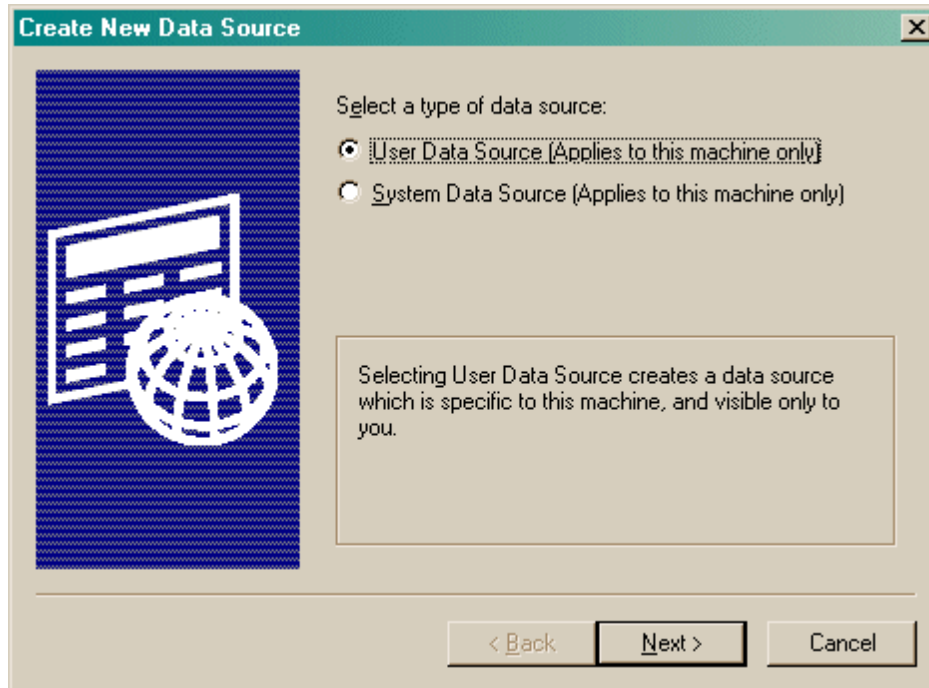 Create New Data Source
Select a type of data source:
User Data Source (Applies to this machine only)
System Data Source (Applies to this machine only)
Selecting User Data Source creates a data source
which is specific to this machine, and visible only to
you.
< Back
Next >
Cancel